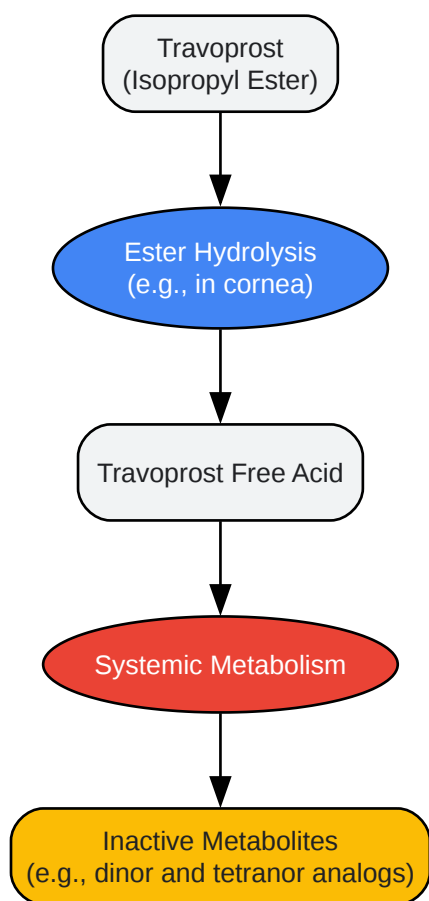 Travoprost
(Isopropyl Ester)
Ester Hydrolysis
(e.g., in cornea)
Travoprost Free Acid
Systemic Metabolism
Inactive Metabolites
(e.g., dinor and tetranor analogs)